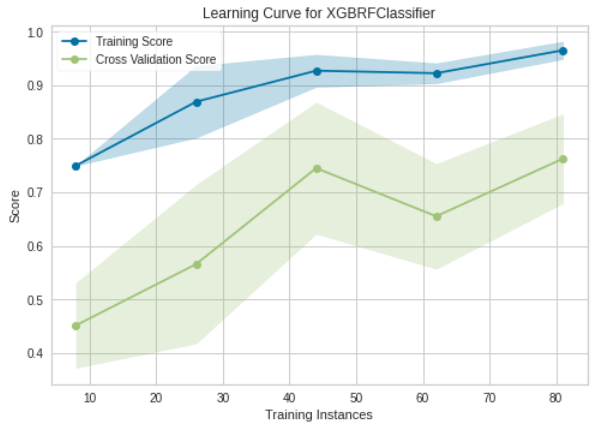 Learning Curve for XGBRFClassifier
1.0
Training Score
Cross Validation Score
0.9
0.8
0.7
0.6
0.5
0.4
Score
10 20 30 40 50 60 70 80
Training Instances